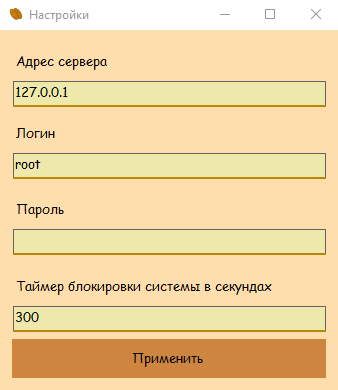 Настройки
Адрес сервера
127.0.0.1
Логин
root
Пароль
Таймер блокировки системы в секундах
300
Применить